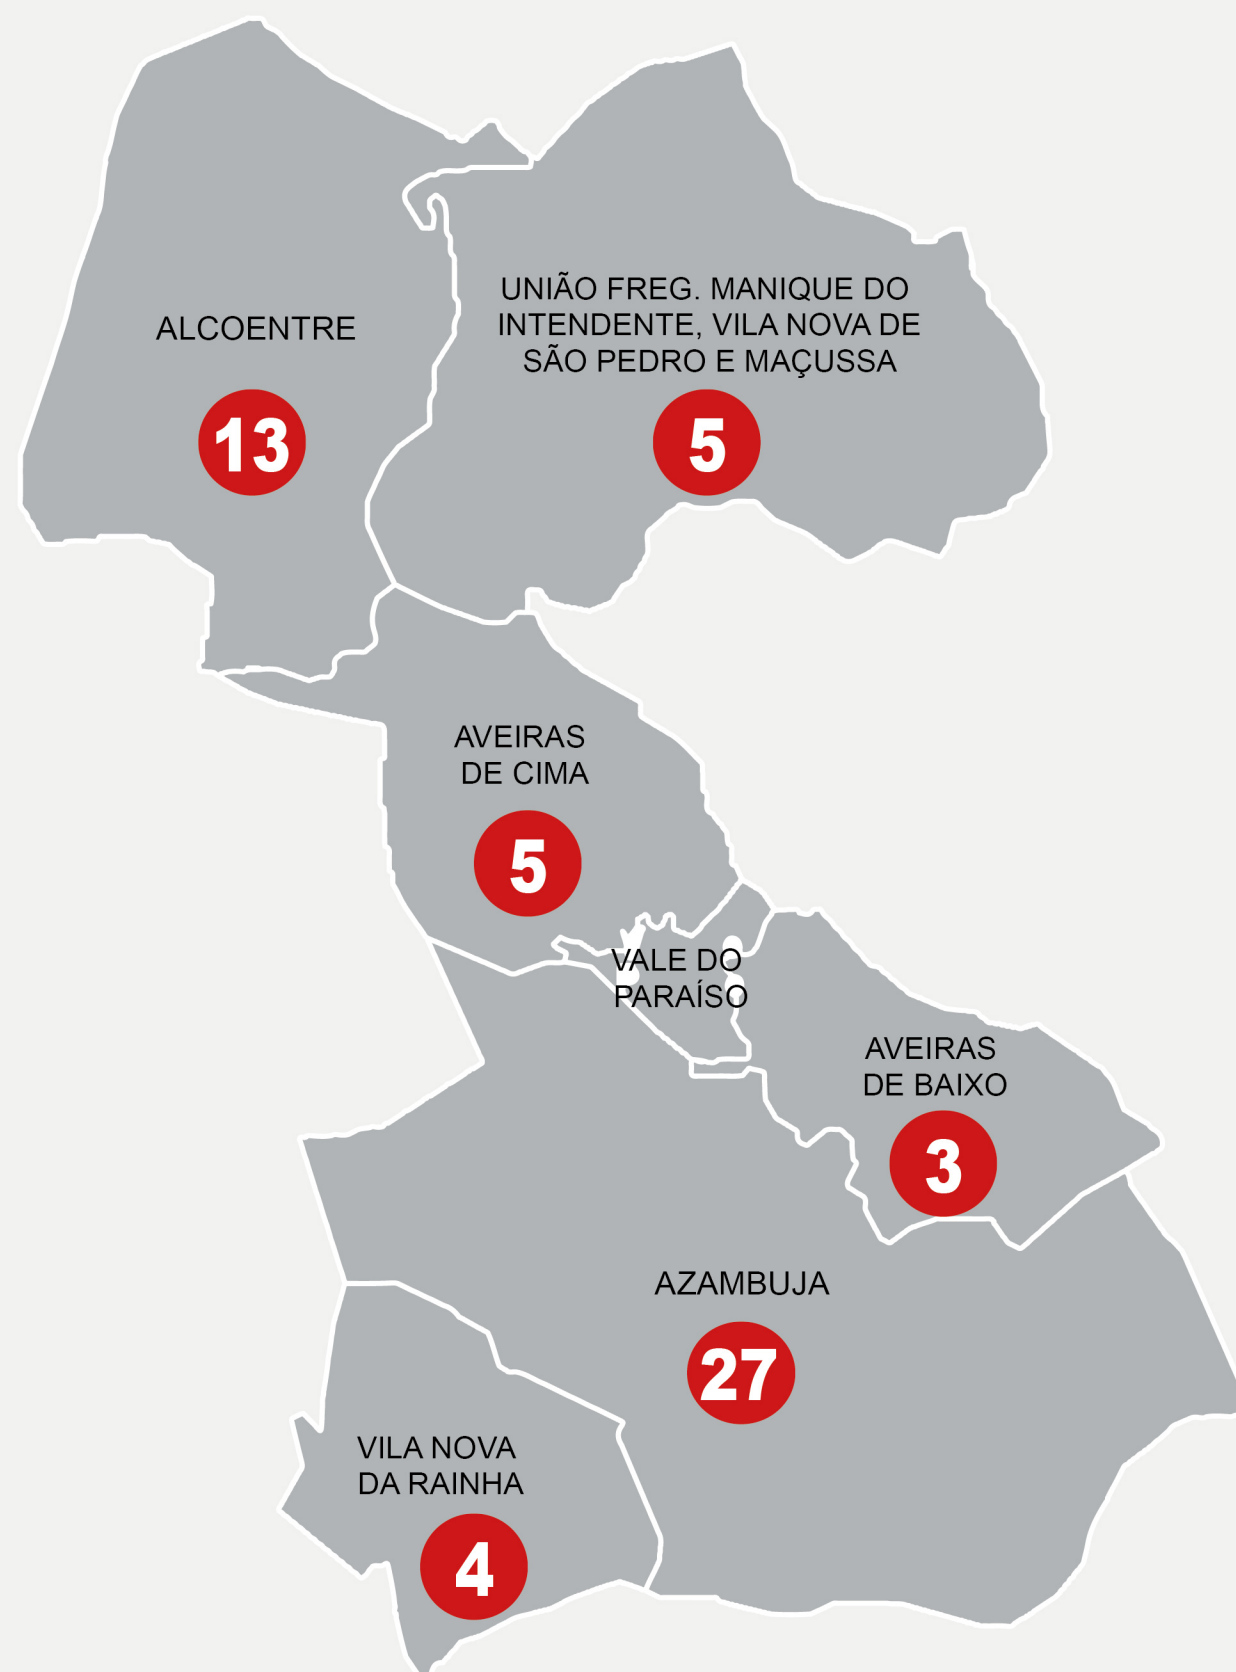 ALCOENTRE
13
UNIÃO FREG. MANIQUE DO
INTENDENTE, VILA NOVA DE
SÃO PEDRO E MAÇUSSA
5
AVEIRAS
DE CIMA
5
VALE DO
PARAÍSO
AVEIRAS
DE BAIXO
3
AZAMBUJA
27
VILA NOVA
DA RAINHA
4